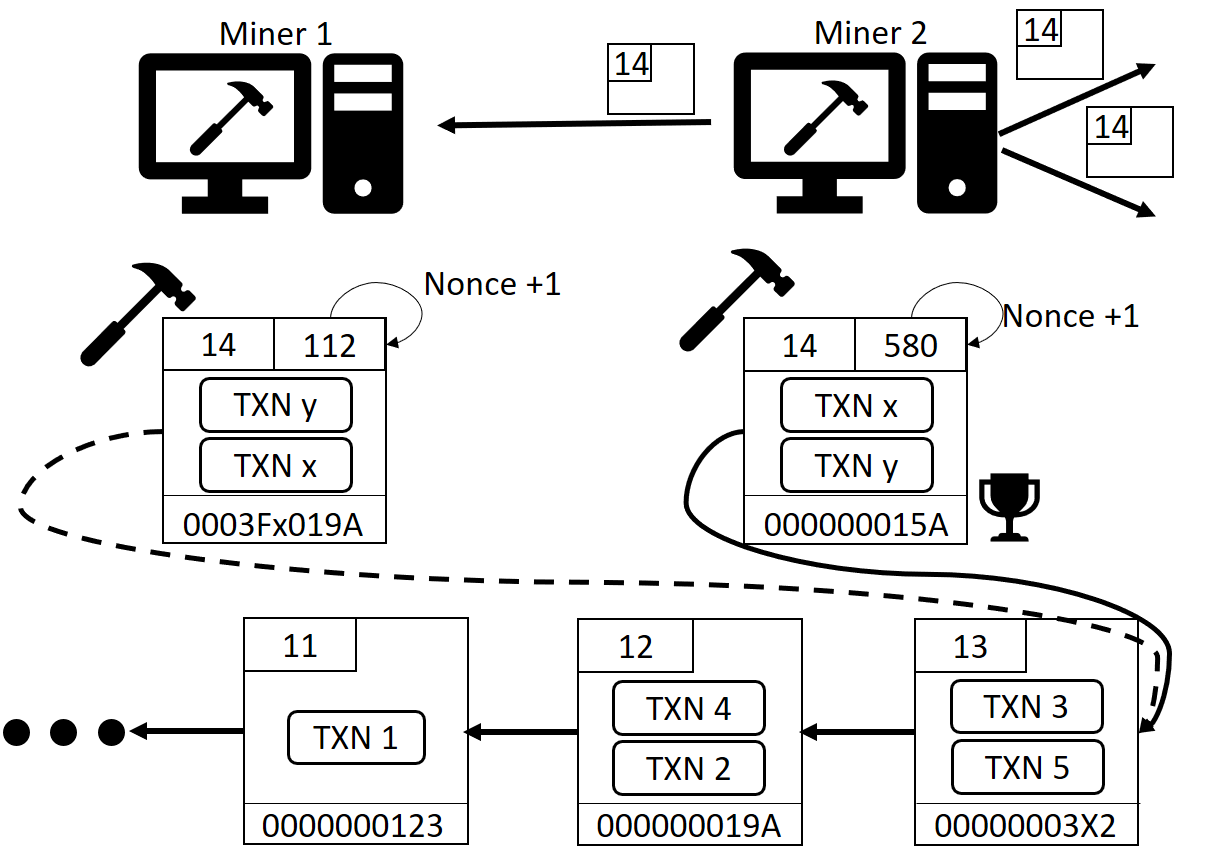 Miner 1
Miner 2
14
14
14
Nonce +1
14 112
TXN y
TXN x
0003Fx019A
Nonce +1
14 580
TXN x
TXN y
000000015A
11
TXN 1
0000000123
12
TXN 4
TXN 2
000000019A
13
TXN 3
TXN 5
00000003X2